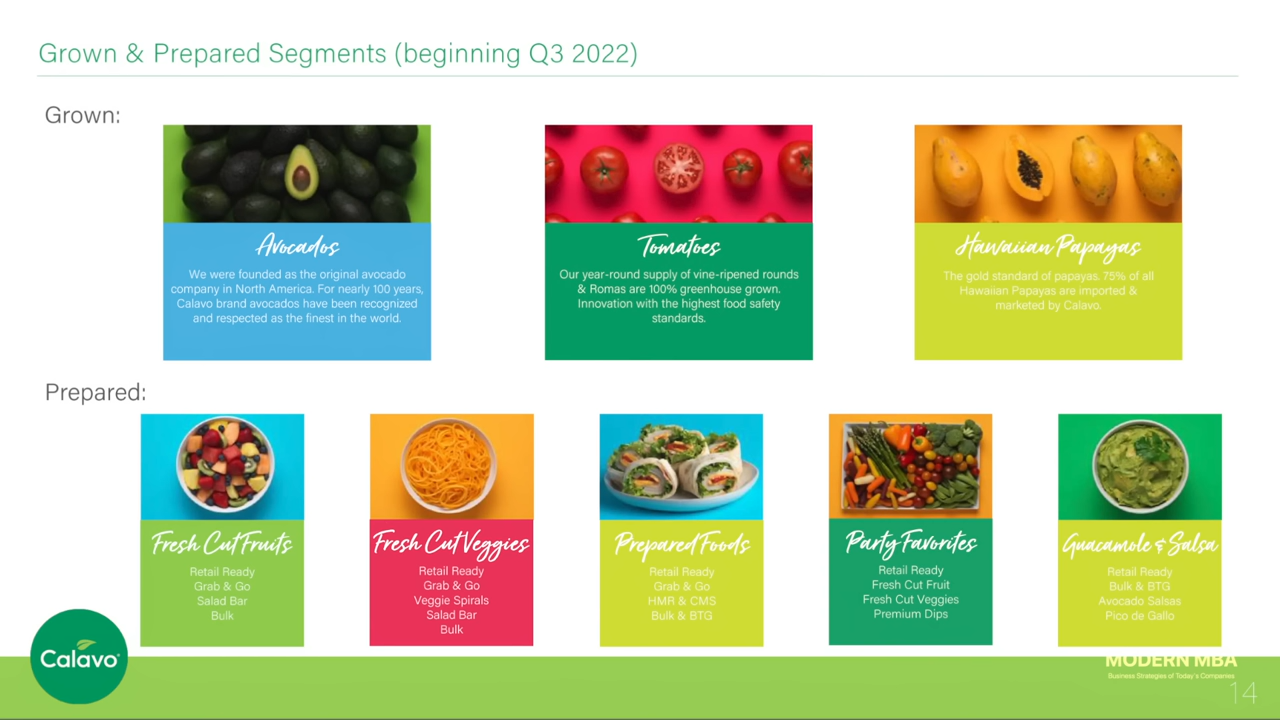 Grown & Prepared Segments (beginning Q3 2022)
Grown:
Avocados
We were founded as the original avocado
company in North America. For nearly 100 years,
Calavo brand avocados have been recognized
and respected as the finest in the world.
Tomatoes
Our year-round supply of vine-ripened rounds
& Romas are 100% greenhouse grown.
Innovation with the highest food safety
standards.
Hawaiian Papayas
The gold standard of papayas. 75% of all
Hawaiian Papayas are imported &
marketed by Calavo.
Prepared:
Fresh Cut Fruits
Retail Ready
Grab & Go
Salad Bar
Bulk
Fresh Cut Veggies
Retail Ready
Grab & Go
Veggie Spirals
Salad Bar
Bulk
Prepared Foods
Retail Ready
Grab & Go
HMR & CMS
Bulk & BTG
Party Favorites
Retail Ready
Fresh Cut Fruit
Fresh Cut Veggies
Premium Dips
Guacamole & Salsa
Retail Ready
Bulk & BTG
Avocado Salsas
Pico de Gallo
Calavo®
MODERN MBA
Business Strategies of Today's Companies
14